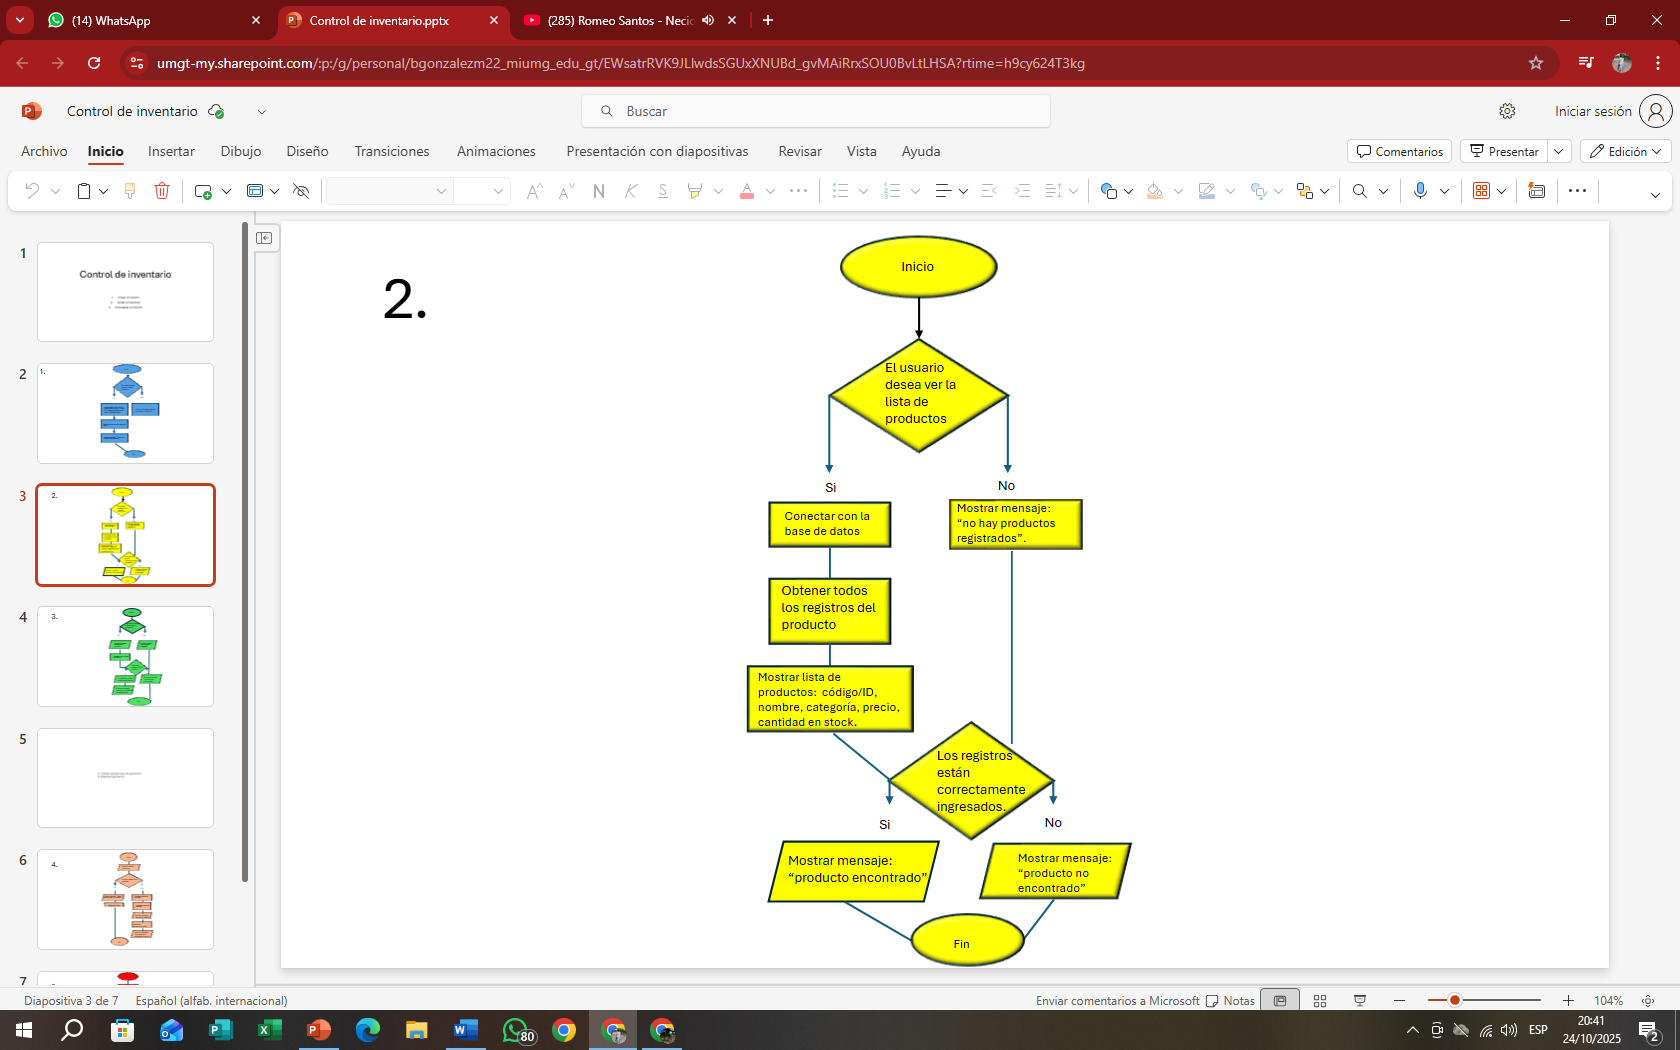 (14) WhatsApp
Control de inventario.pptx
(285) Romeo Santos - Necio
umgt-my.sharepoint.com/:p:/g/personal/bgonzalezm22_miumg_edu_gt/EWsatrRVK9JLlwdsSGUxXNUBd_gvMAiRrxSOU0BvLtLHSA?rtime=h9cy624T3kg
Control de inventario
Buscar
Iniciar sesión
Archivo
Inicio
Insertar
Dibujo
Diseño
Transiciones
Animaciones
Presentación con diapositivas
Revisar
Vista
Ayuda
Comentarios
Presentar
Edición
N
K
S
A
1
Control de inventario
2
1.
3
2.
4
3.
5
6
4.
7
2.
Inicio
El usuario
desea ver la
lista de
productos
Si
No
Conectar con la
base de datos
Mostrar mensaje:
“no hay productos
registrados”.
Obtener todos
los registros del
producto
Mostrar lista de
productos: código/ID,
nombre, categoría, precio,
cantidad en stock.
Los registros
están
correctamente
ingresados.
Si
No
Mostrar mensaje:
“producto encontrado”
Mostrar mensaje:
“producto no
encontrado”
Fin
Diapositiva 3 de 7
Español (alfab. internacional)
Enviar comentarios a Microsoft
Notas
104%
80
ESP
20:41
24/10/2025
2